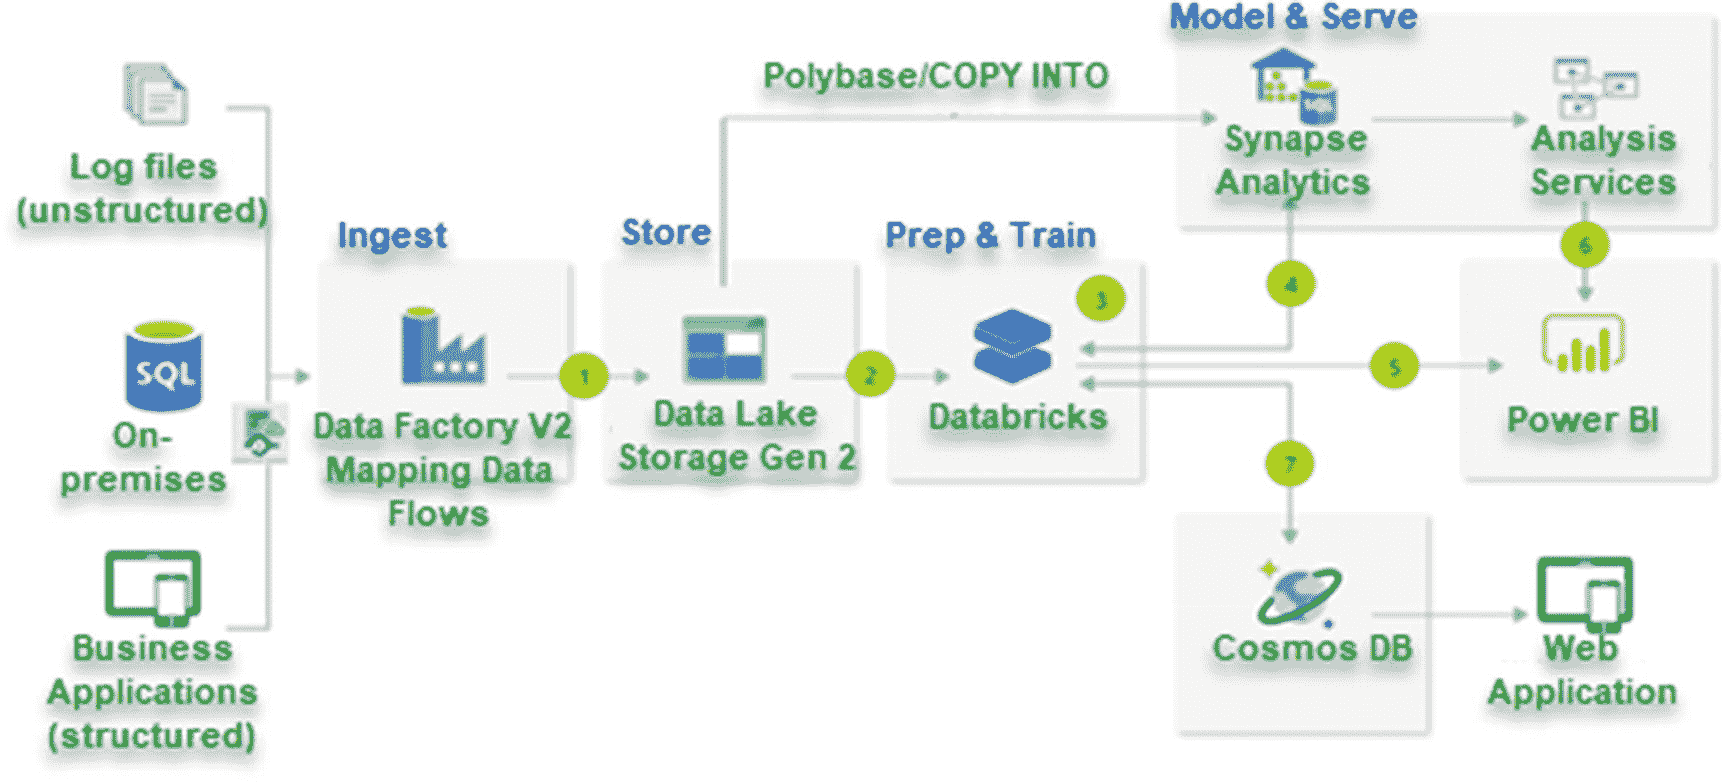 Model & Serve
Polybase/COPY INTO
Log files
(unstructured)
Synapse
Analytics
Analysis
Services
Ingest
Store
Prep & Train
3
4
6
SQL
On-
premises
Data Factory V2
Mapping Data
Flows
1
Data Lake
Storage Gen 2
2
Databricks
5
Power BI
7
Business
Applications
(structured)
Cosmos DB
Web
Application